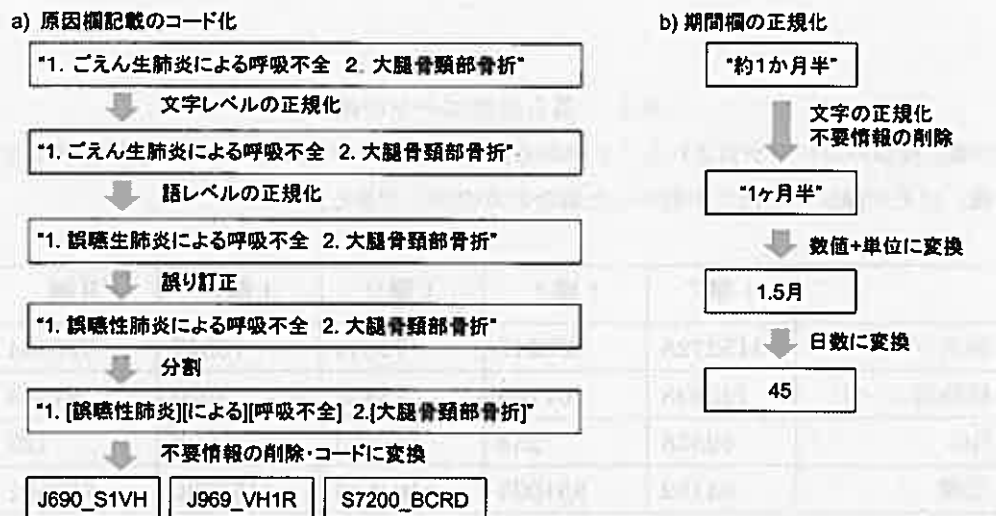 a) 原因欄記載のコード化
"1. ごえん生肺炎による呼吸不全 2. 大腿骨頸部骨折"
文字レベルの正規化
"1. ごえん生肺炎による呼吸不全 2. 大腿骨頸部骨折"
語レベルの正規化
"1. 誤嚥生肺炎による呼吸不全 2. 大腿骨頸部骨折"
誤り訂正
"1. 誤嚥性肺炎による呼吸不全 2. 大腿骨頸部骨折"
分割
"1. [誤嚥性肺炎][による][呼吸不全] 2.[大腿骨頸部骨折]"
不要情報の削除・コードに変換
J690_S1VH J969_VH1R S7200_BCRD
b) 期間欄の正規化
"約1か月半"
文字の正規化
不要情報の削除
"1ヶ月半"
数値+単位に変換
1.5月
日数に変換
45